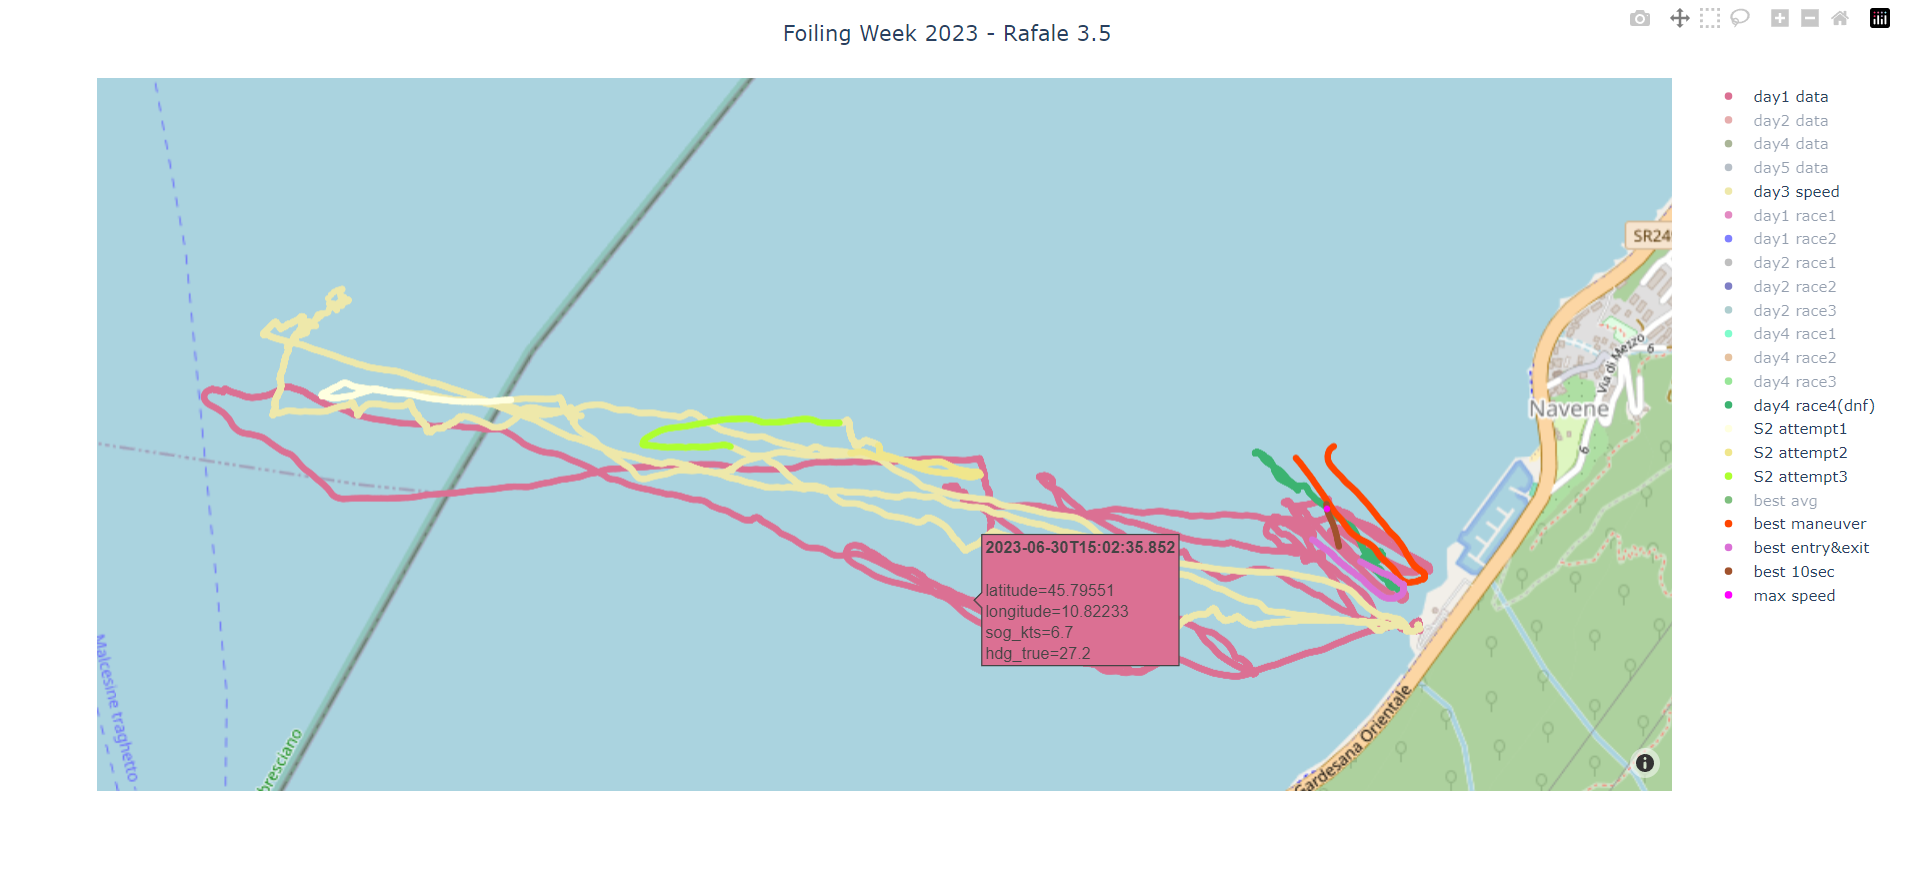 Foiling Week 2023 - Rafale 3.5
day1 data
day2 data
day4 data
day5 data
day3 speed
day1 race1
day1 race2
day2 race1
day2 race2
day2 race3
day4 race1
day4 race2
day4 race3
day4 race4(dnf)
S2 attempt1
S2 attempt2
S2 attempt3
best avg
best maneuver
best entry&exit
best 10sec
max speed
SR24
Via di Mezzo
6
Navene
6
2023-06-30T15:02:35.852
latitude=45.79551
longitude=10.82233
sog_kts=6.7
hdg_true=27.2
Malcesine traghetto
bresciano
Gardesana Orientale